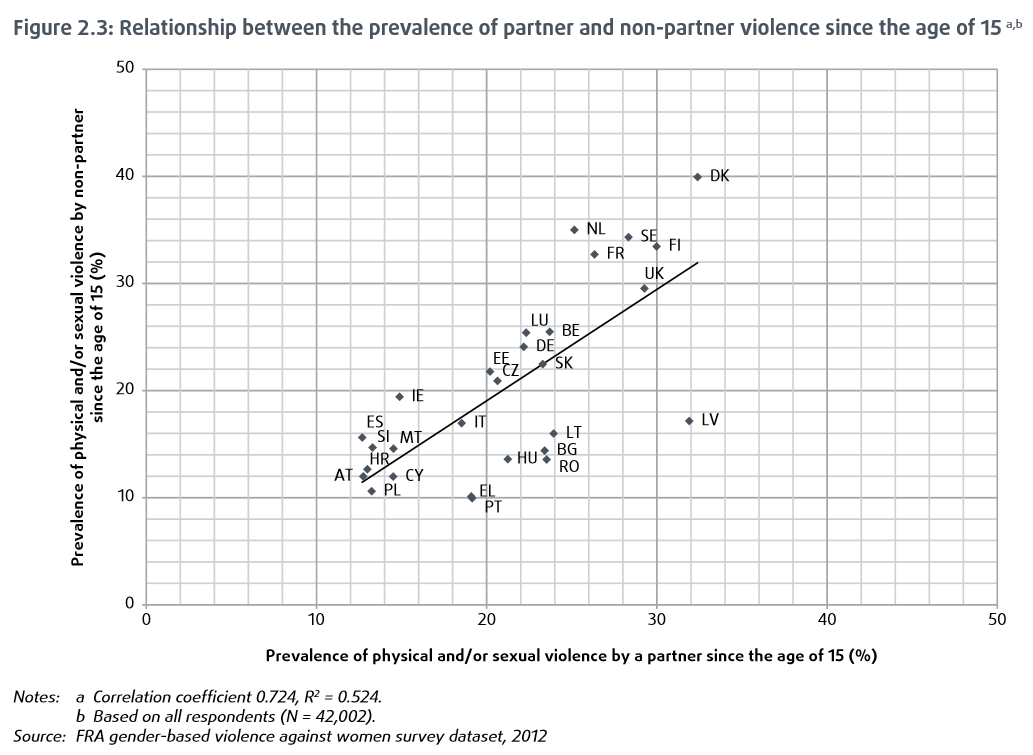 Figure 2.3: Relationship between the prevalence of partner and non-partner violence since the age of 15 a,b
Prevalence of physical and/or sexual violence by non-partner
since the age of 15 (%)
50
40
30
20
10
0
DK
NL
SE
FI
FR
UK
LU
BE
DE
EE
CZ
SK
IE
ES
IT
LV
SI
MT
LT
HR
BG
HU
RO
AT
CY
PL
EL
PT
0
10
20
30
40
50
Prevalence of physical and/or sexual violence by a partner since the age of 15 (%)
Notes: a Correlation coefficient 0.724, R² = 0.524.
b Based on all respondents (N = 42,002).
Source: FRA gender-based violence against women survey dataset, 2012